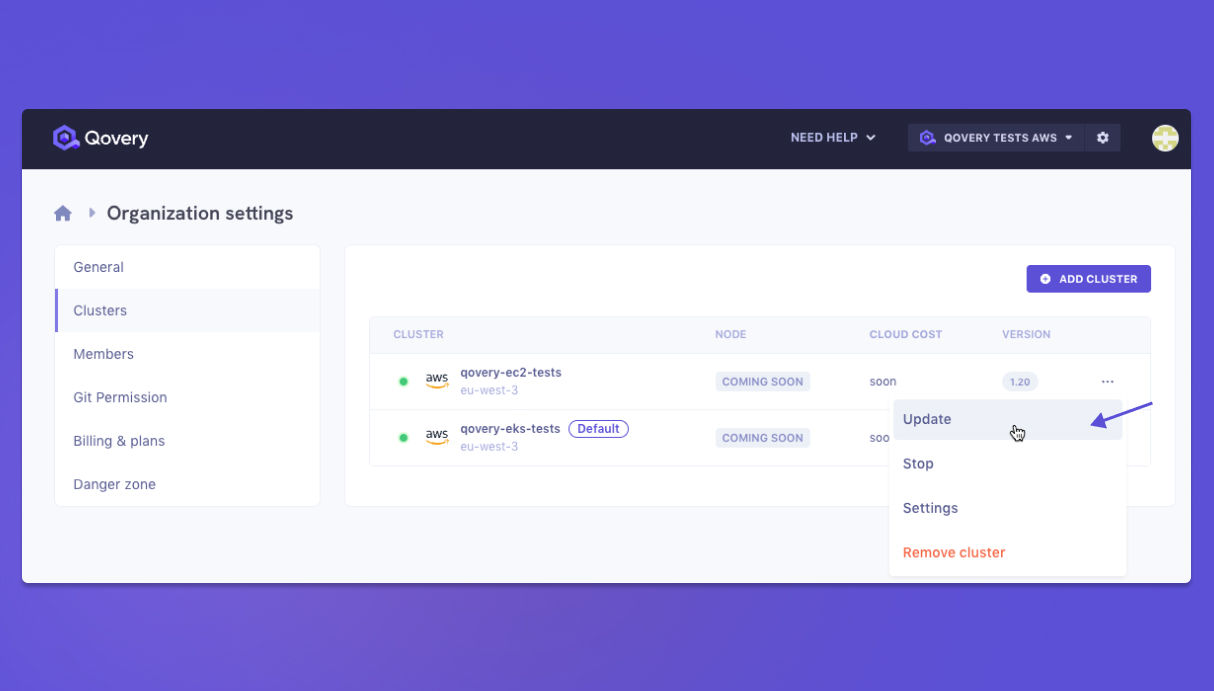 Qovery
NEED HELP
QOVERY TESTS AWS
Organization settings
General
Clusters
Members
Git Permission
Billing & plans
Danger zone
ADD CLUSTER
CLUSTER NODE CLOUD COST VERSION
aws qovery-ec2-tests COMING SOON soon 1.20 ...
eu-west-3
aws qovery-eks-tests Default COMING SOON soo
eu-west-3
Update
Stop
Settings
Remove cluster